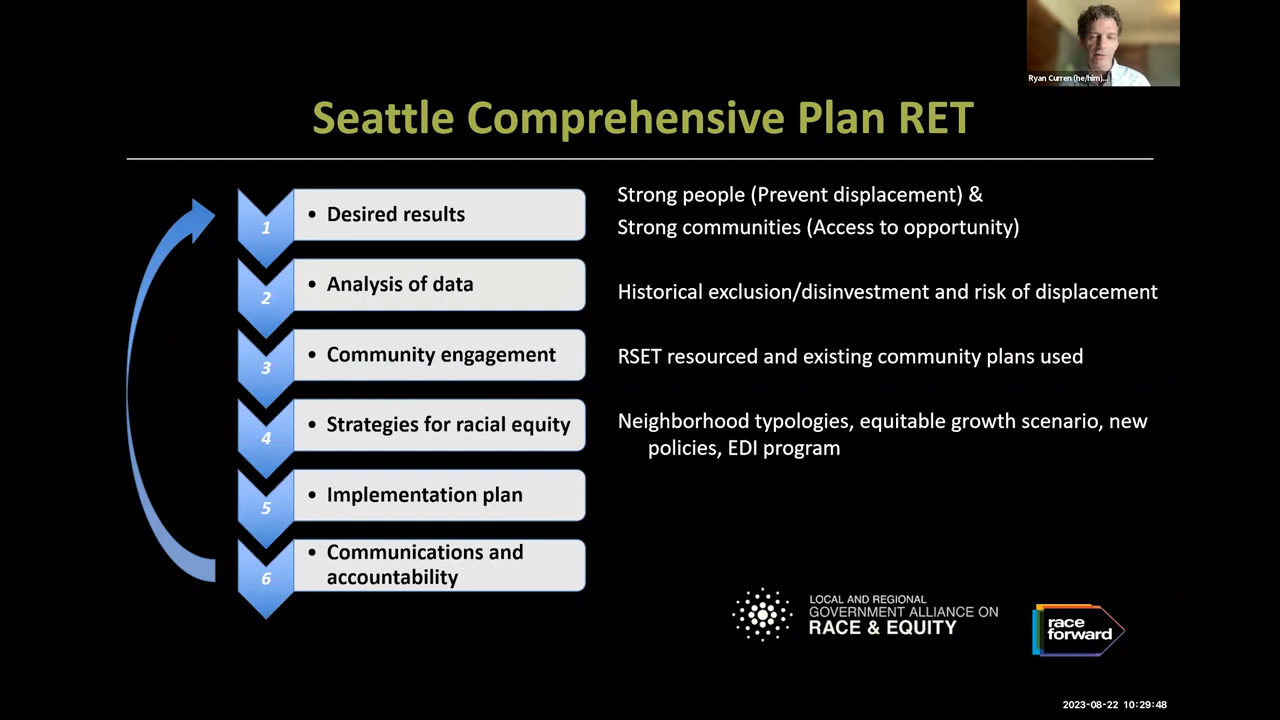 Ryan Curren (he/him)...
Seattle Comprehensive Plan RET
1
• Desired results
Strong people (Prevent displacement) &
Strong communities (Access to opportunity)
2
• Analysis of data
Historical exclusion/disinvestment and risk of displacement
3
• Community engagement
RSET resourced and existing community plans used
4
• Strategies for racial equity
Neighborhood typologies, equitable growth scenario, new
policies, EDI program
5
• Implementation plan
6
• Communications and
accountability
LOCAL AND REGIONAL
GOVERNMENT ALLIANCE ON
RACE & EQUITY
race
forward
2023-08-22 10:29:48